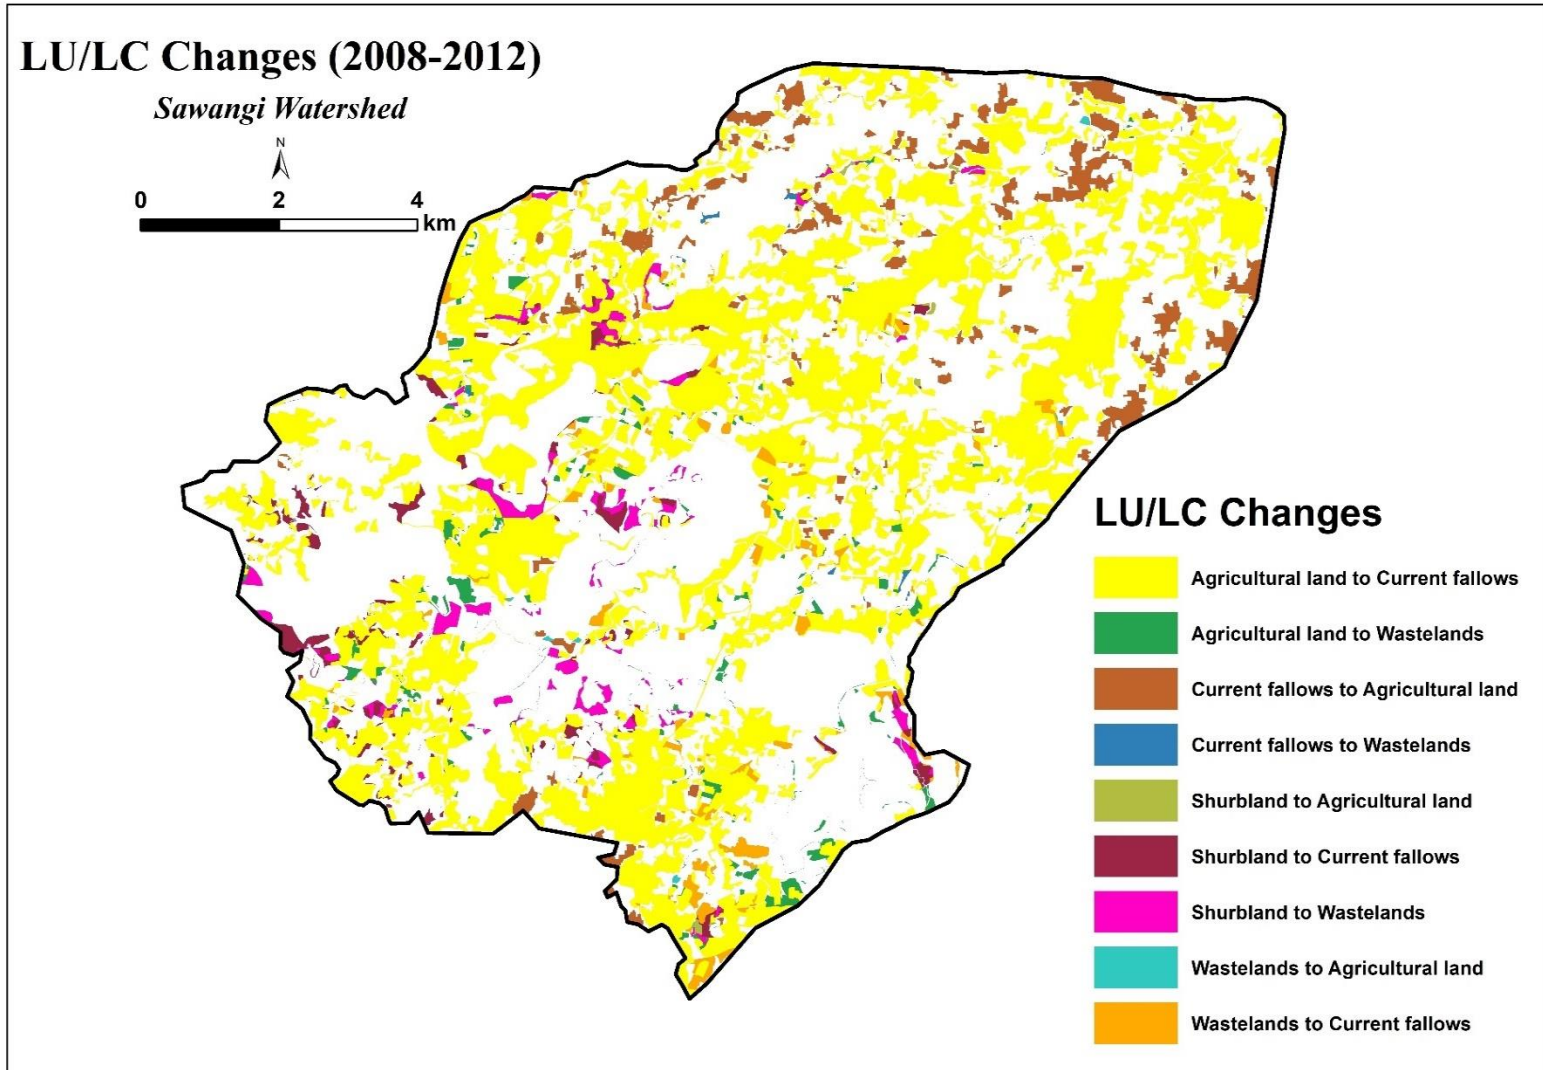 LU/LC Changes (2008-2012)
Sawangi Watershed
N
0 2 4
km
LU/LC Changes
Agricultural land to Current fallows
Agricultural land to Wastelands
Current fallows to Agricultural land
Current fallows to Wastelands
Shurbland to Agricultural land
Shurbland to Current fallows
Shurbland to Wastelands
Wastelands to Agricultural land
Wastelands to Current fallows